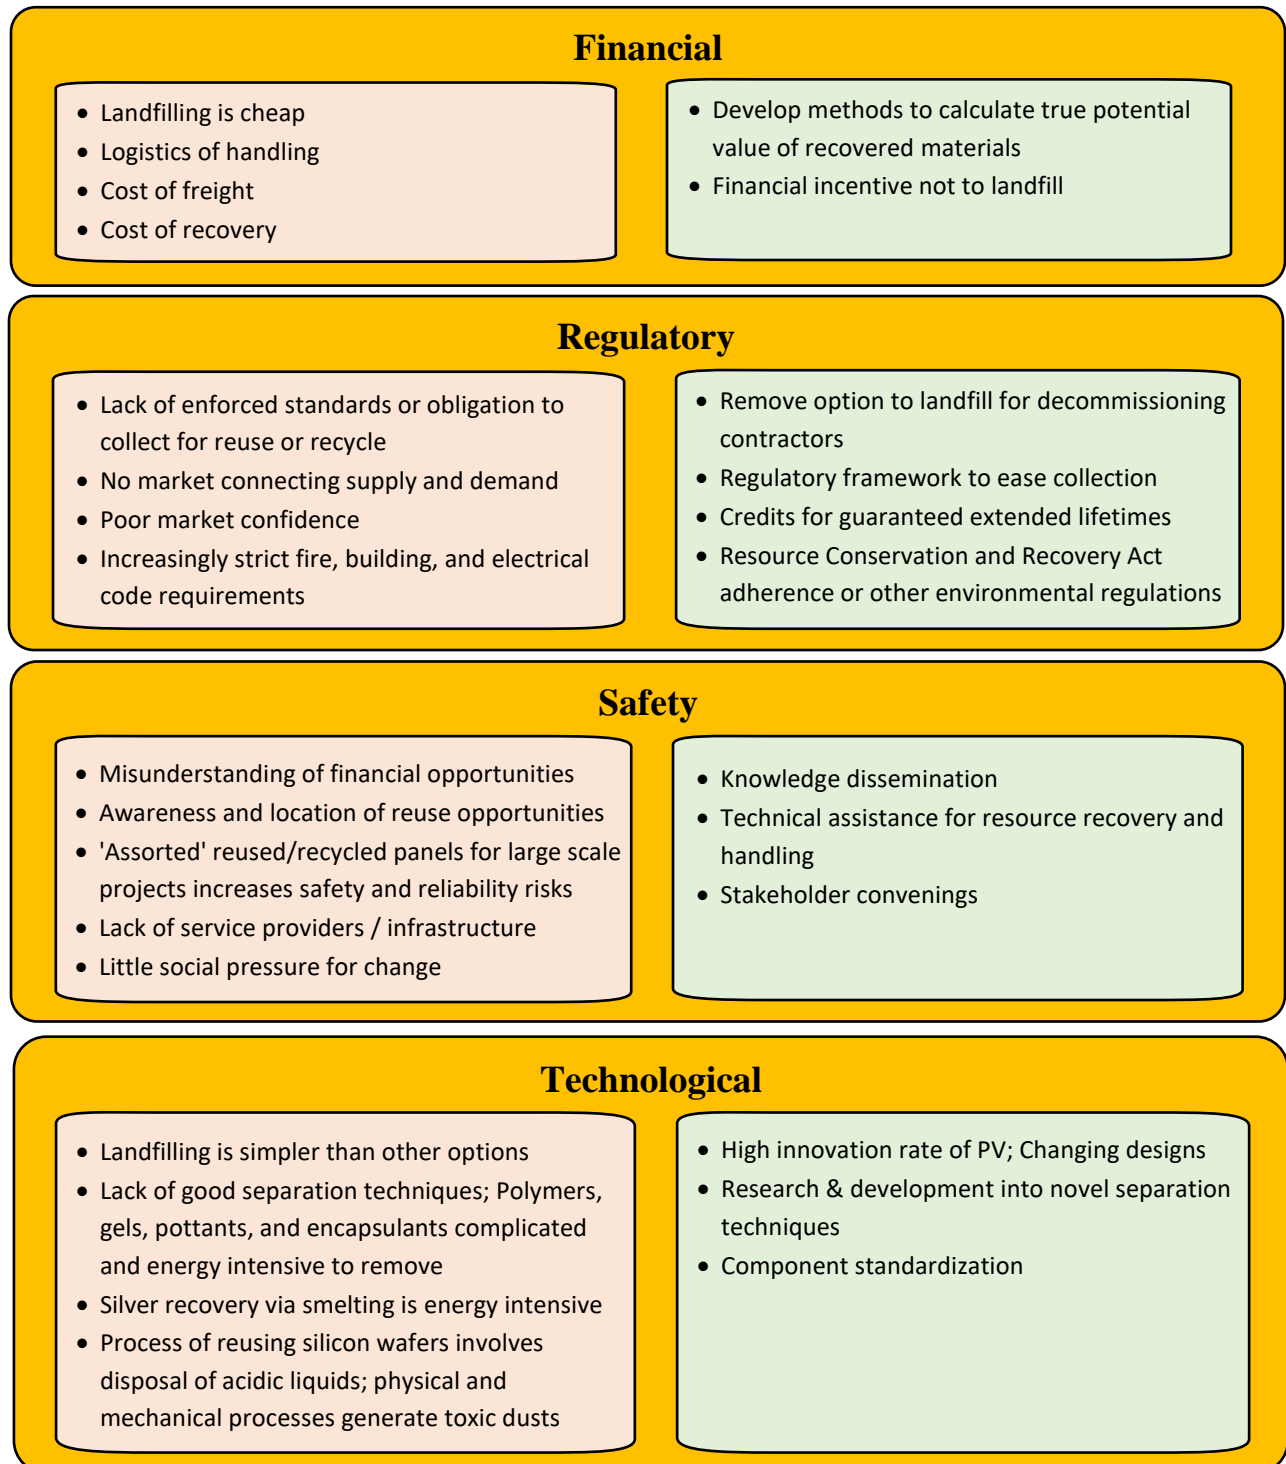 Financial
• Landfilling is cheap
• Logistics of handling
• Cost of freight
• Cost of recovery
• Develop methods to calculate true potential
value of recovered materials
• Financial incentive not to landfill
Regulatory
• Lack of enforced standards or obligation to
collect for reuse or recycle
• No market connecting supply and demand
• Poor market confidence
• Increasingly strict fire, building, and electrical
code requirements
• Remove option to landfill for decommissioning
contractors
• Regulatory framework to ease collection
• Credits for guaranteed extended lifetimes
• Resource Conservation and Recovery Act
adherence or other environmental regulations
Safety
• Misunderstanding of financial opportunities
• Awareness and location of reuse opportunities
• 'Assorted' reused/recycled panels for large scale
projects increases safety and reliability risks
• Lack of service providers / infrastructure
• Little social pressure for change
• Knowledge dissemination
• Technical assistance for resource recovery and
handling
• Stakeholder convenings
Technological
• Landfilling is simpler than other options
• Lack of good separation techniques; Polymers,
gels, pottants, and encapsulants complicated
and energy intensive to remove
• Silver recovery via smelting is energy intensive
• Process of reusing silicon wafers involves
disposal of acidic liquids; physical and
mechanical processes generate toxic dusts
• High innovation rate of PV; Changing designs
• Research & development into novel separation
techniques
• Component standardization